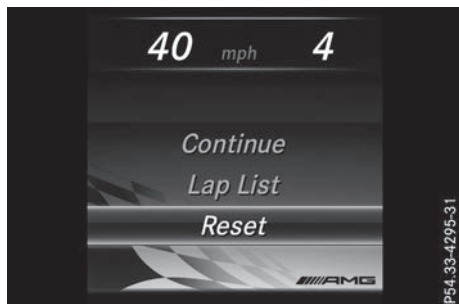 40 mph 4
Continue
Lap List
Reset
AMG
P54.33-4295-31